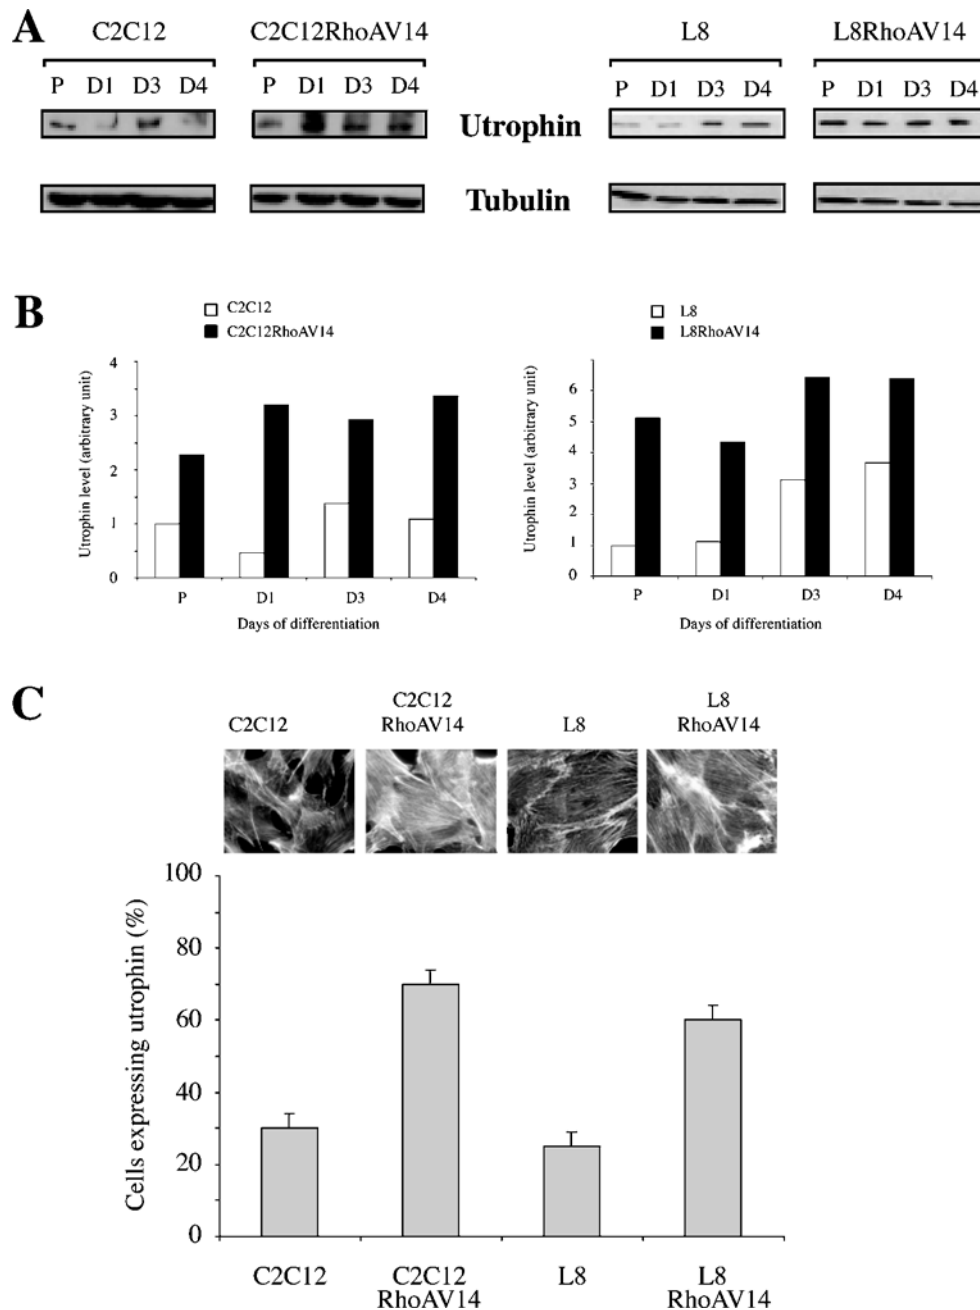 A
C2C12 C2C12RhoAV14 L8 L8RhoAV14
P D1 D3 D4 P D1 D3 D4 P D1 D3 D4 P D1 D3 D4
Utrophin
Tubulin
B
C2C12
C2C12RhoAV14
Utrophin level (arbitrary unit)
4
3
2
1
0
P D1 D3 D4
Days of differentiation
L8
L8RhoAV14
Utrophin level (arbitrary unit)
6
5
4
3
2
1
0
P D1 D3 D4
Days of differentiation
C
C2C12
C2C12
RhoAV14
L8
L8
RhoAV14
Cells expressing utrophin (%)
100
80
60
40
20
0
C2C12
C2C12
RhoAV14
L8
L8
RhoAV14